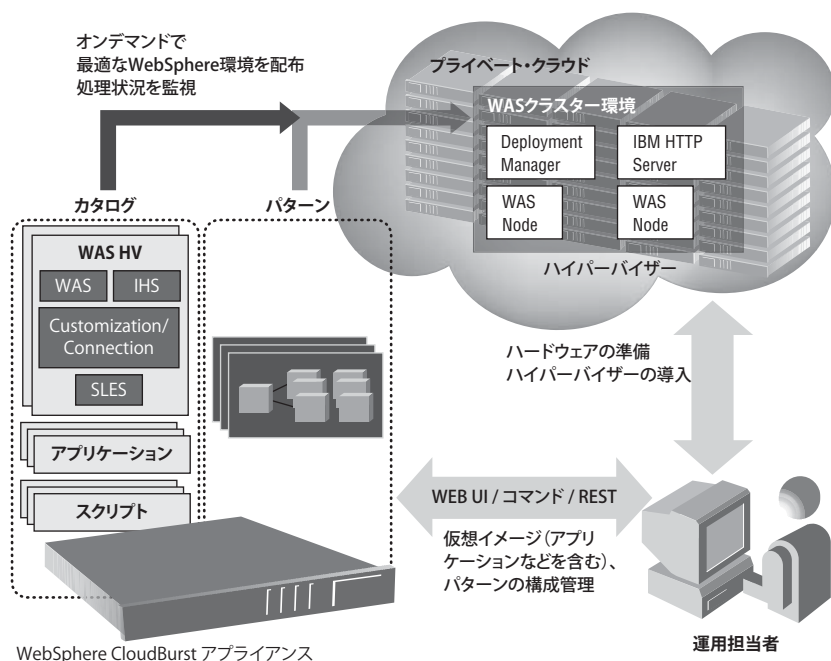 オンデマンドで
最適なWebSphere環境を配布
処理状況を監視
プライベート・クラウド
WASクラスター環境
Deployment
Manager
IBM HTTP
Server
WAS
Node
WAS
Node
ハイパーバイザー
カタログ
パターン
WAS HV
WAS
IHS
Customization/
Connection
SLES
アプリケーション
スクリプト
ハードウェアの準備
ハイパーバイザーの導入
WEB UI / コマンド / REST
仮想イメージ（アプリ
ケーションなどを含む）、
パターンの構成管理
運用担当者
WebSphere CloudBurst アプライアンス